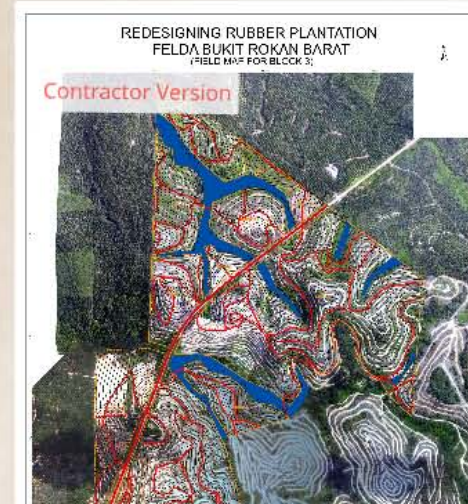 REDESIGNING RUBBER PLANTATION
FELDA BUKIT ROKAN BARAT
(FIELD MAP FOR BLOCK 3)
Contractor Version